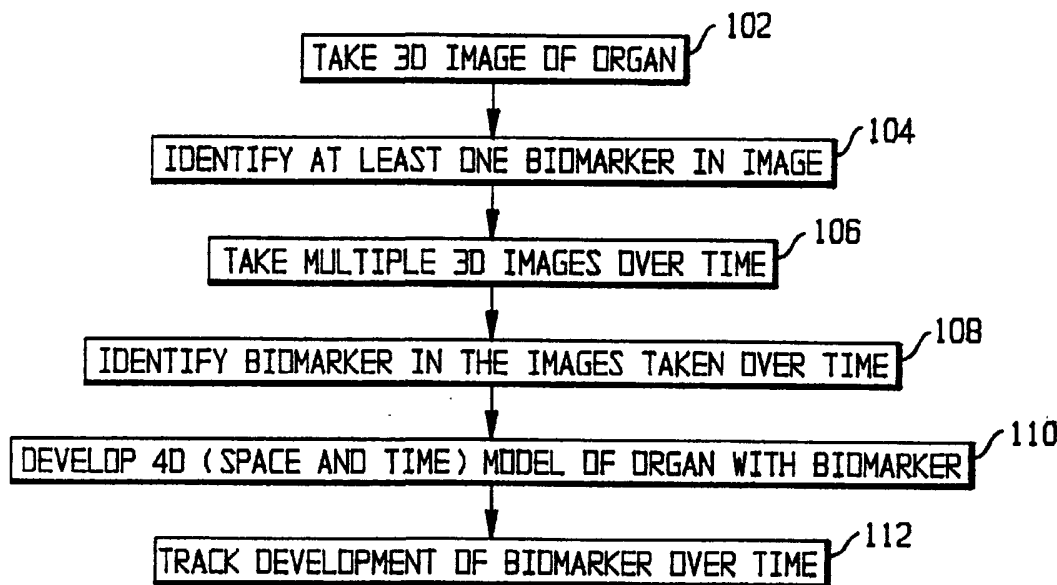 102
TAKE 3D IMAGE OF ORGAN
104
IDENTIFY AT LEAST ONE BIOMARKER IN IMAGE
106
TAKE MULTIPLE 3D IMAGES OVER TIME
108
IDENTIFY BIOMARKER IN THE IMAGES TAKEN OVER TIME
110
DEVELOP 4D (SPACE AND TIME) MODEL OF ORGAN WITH BIOMARKER
112
TRACK DEVELOPMENT OF BIOMARKER OVER TIME